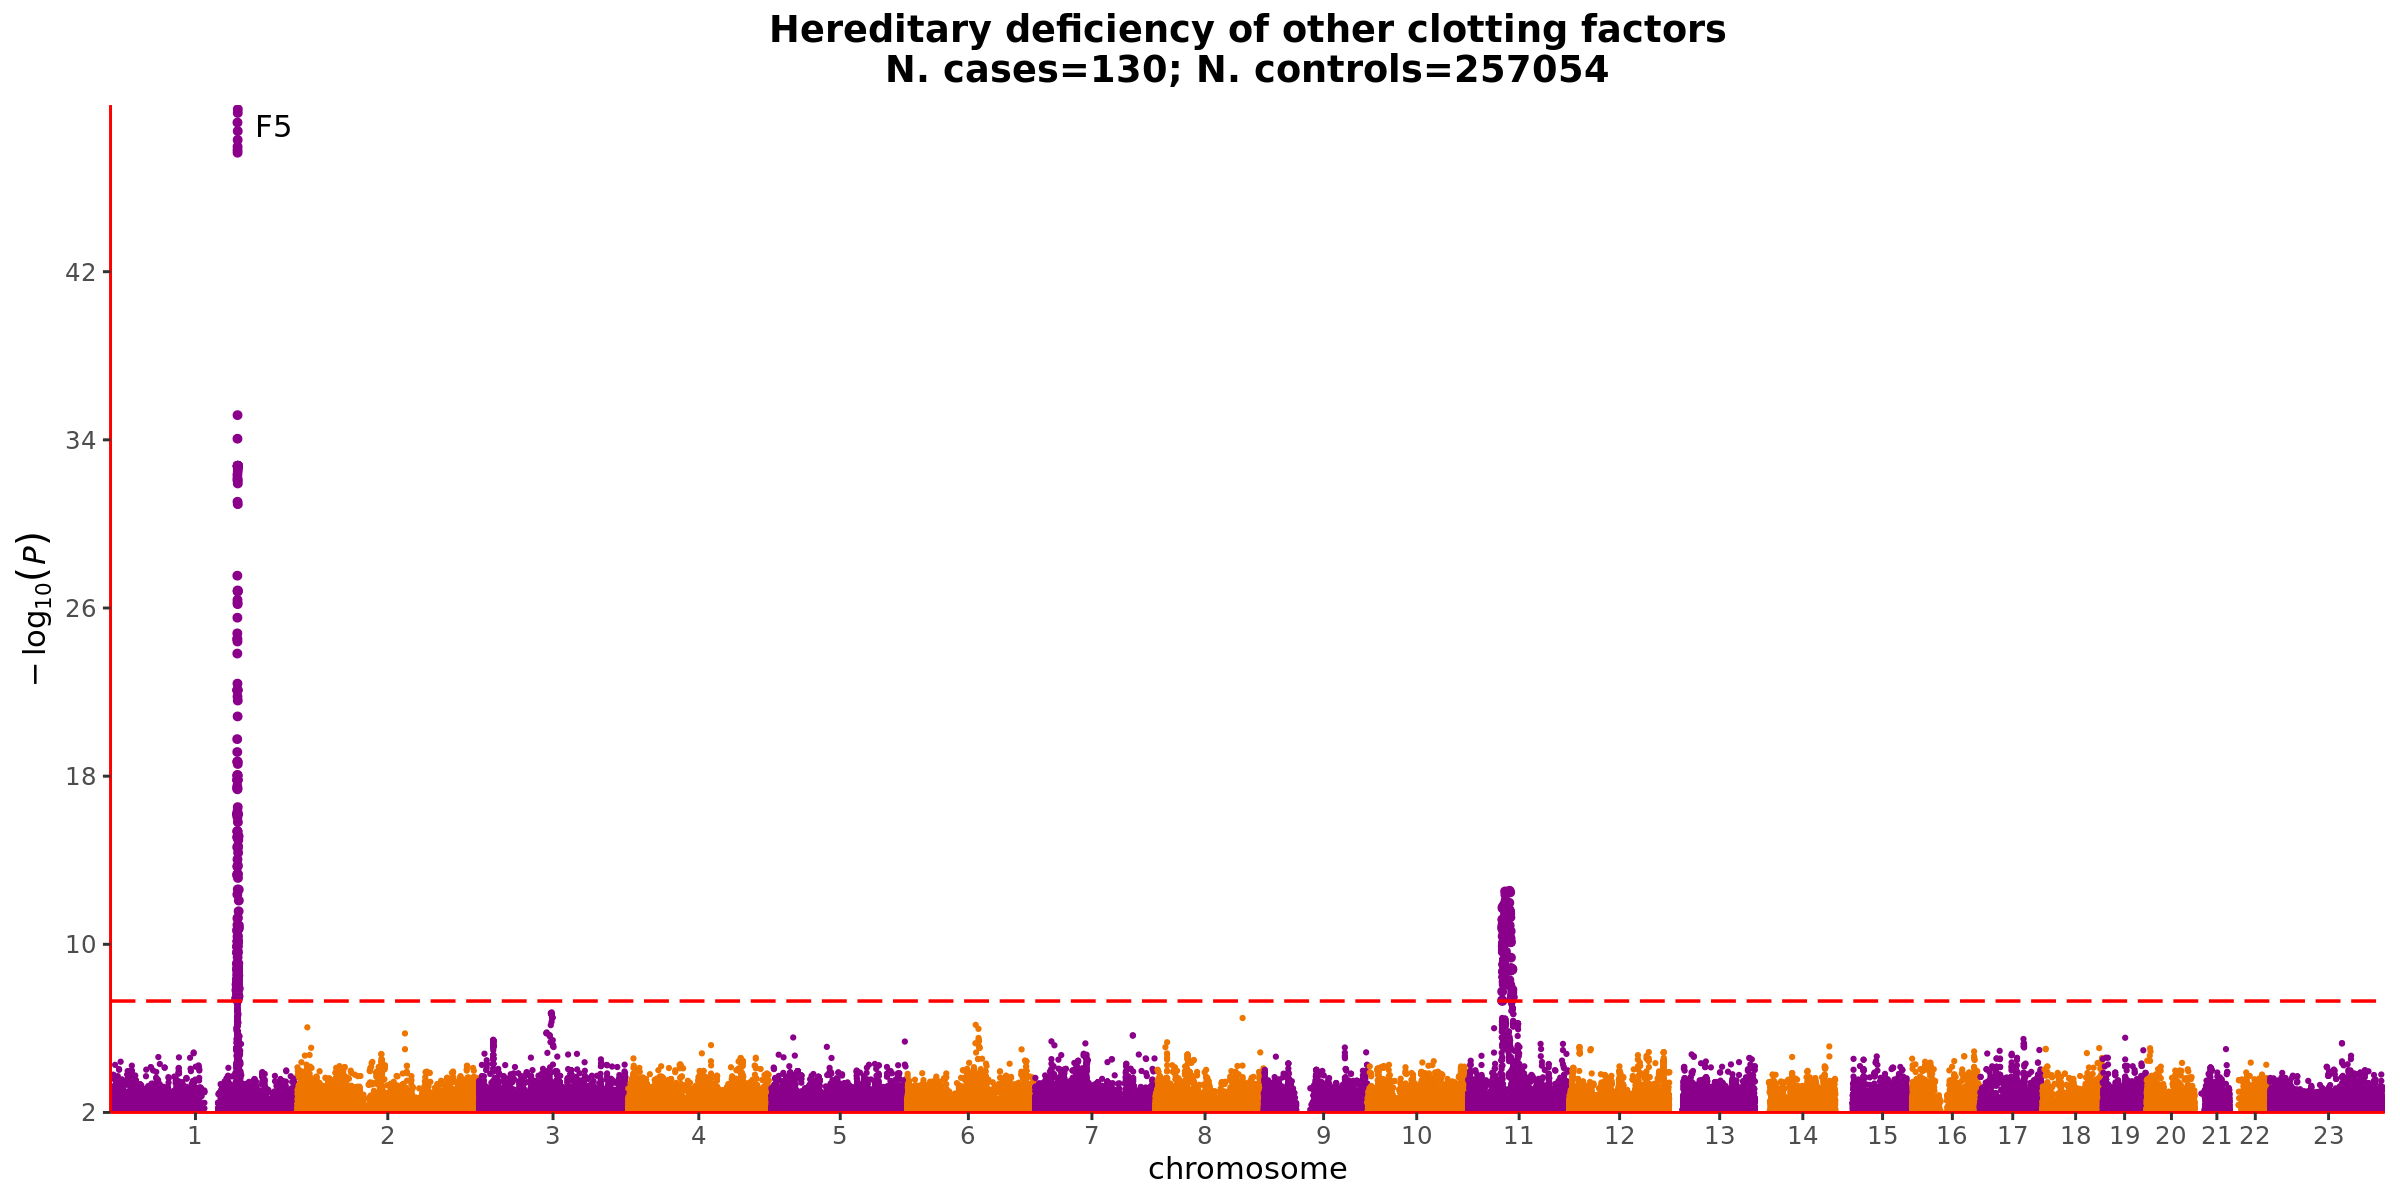 Hereditary deficiency of other clotting factors
N. cases=130; N. controls=257054
F5
42
34
26
18
10
2
− log10(P)
1 2 3 4 5 6 7 8 9 10 11 12 13 14 15 16 17 18 19 20 21 22 23
chromosome